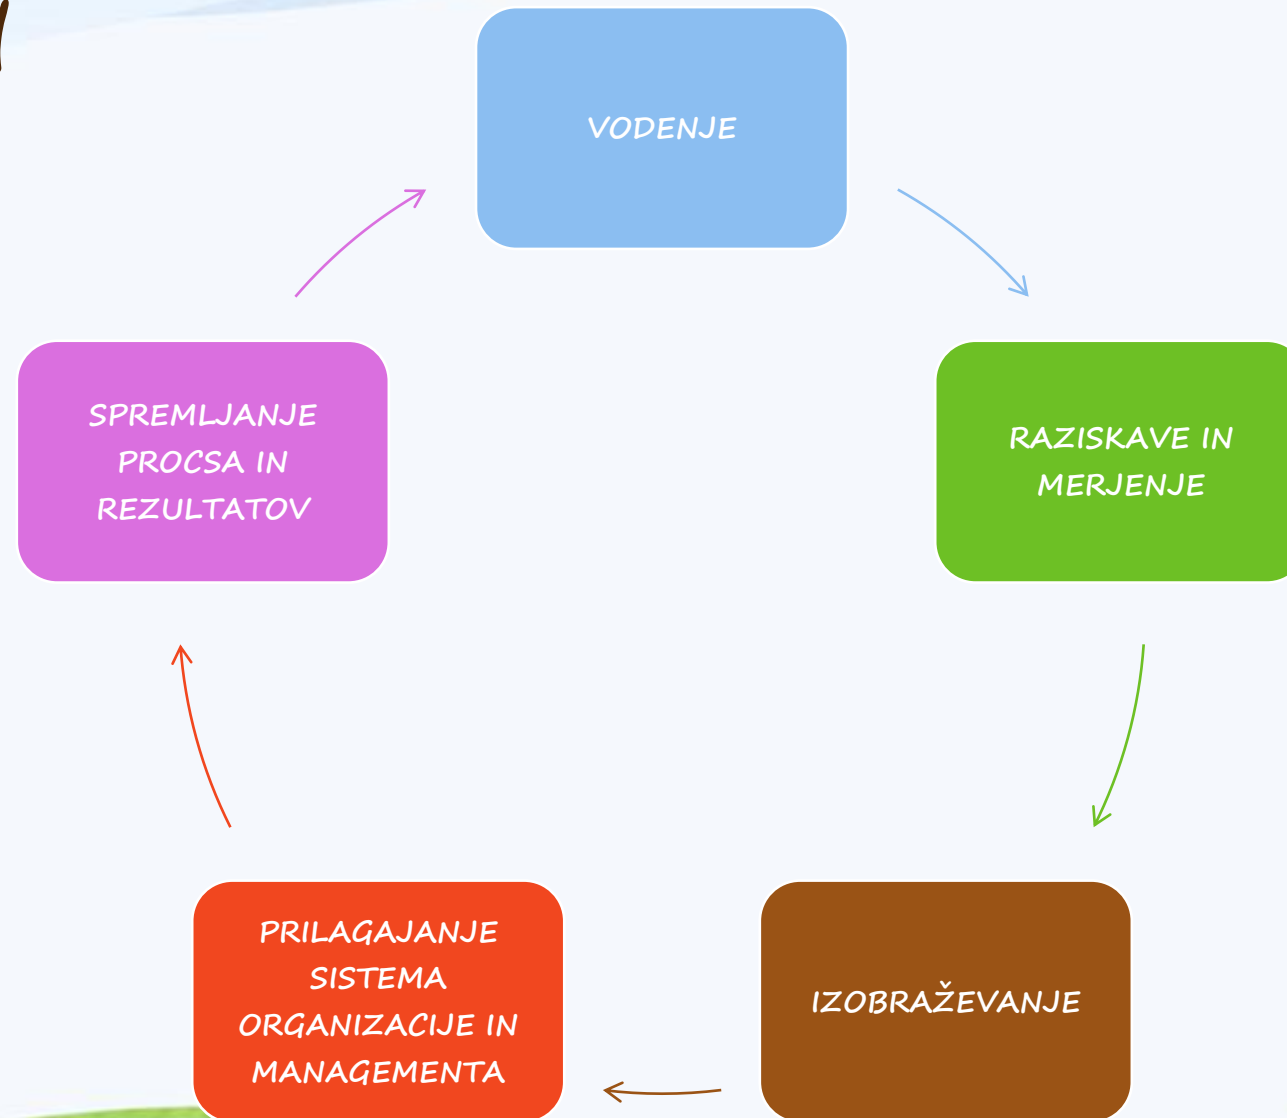 VODENJE
RAZISKAVE IN
MERJENJE
IZOBRAŽEVANJE
PRILAGAJANJE
SISTEMA
ORGANIZACIJE IN
MANAGEMENTA
SPREMLJANJE
PROCSA IN
REZULTATOV